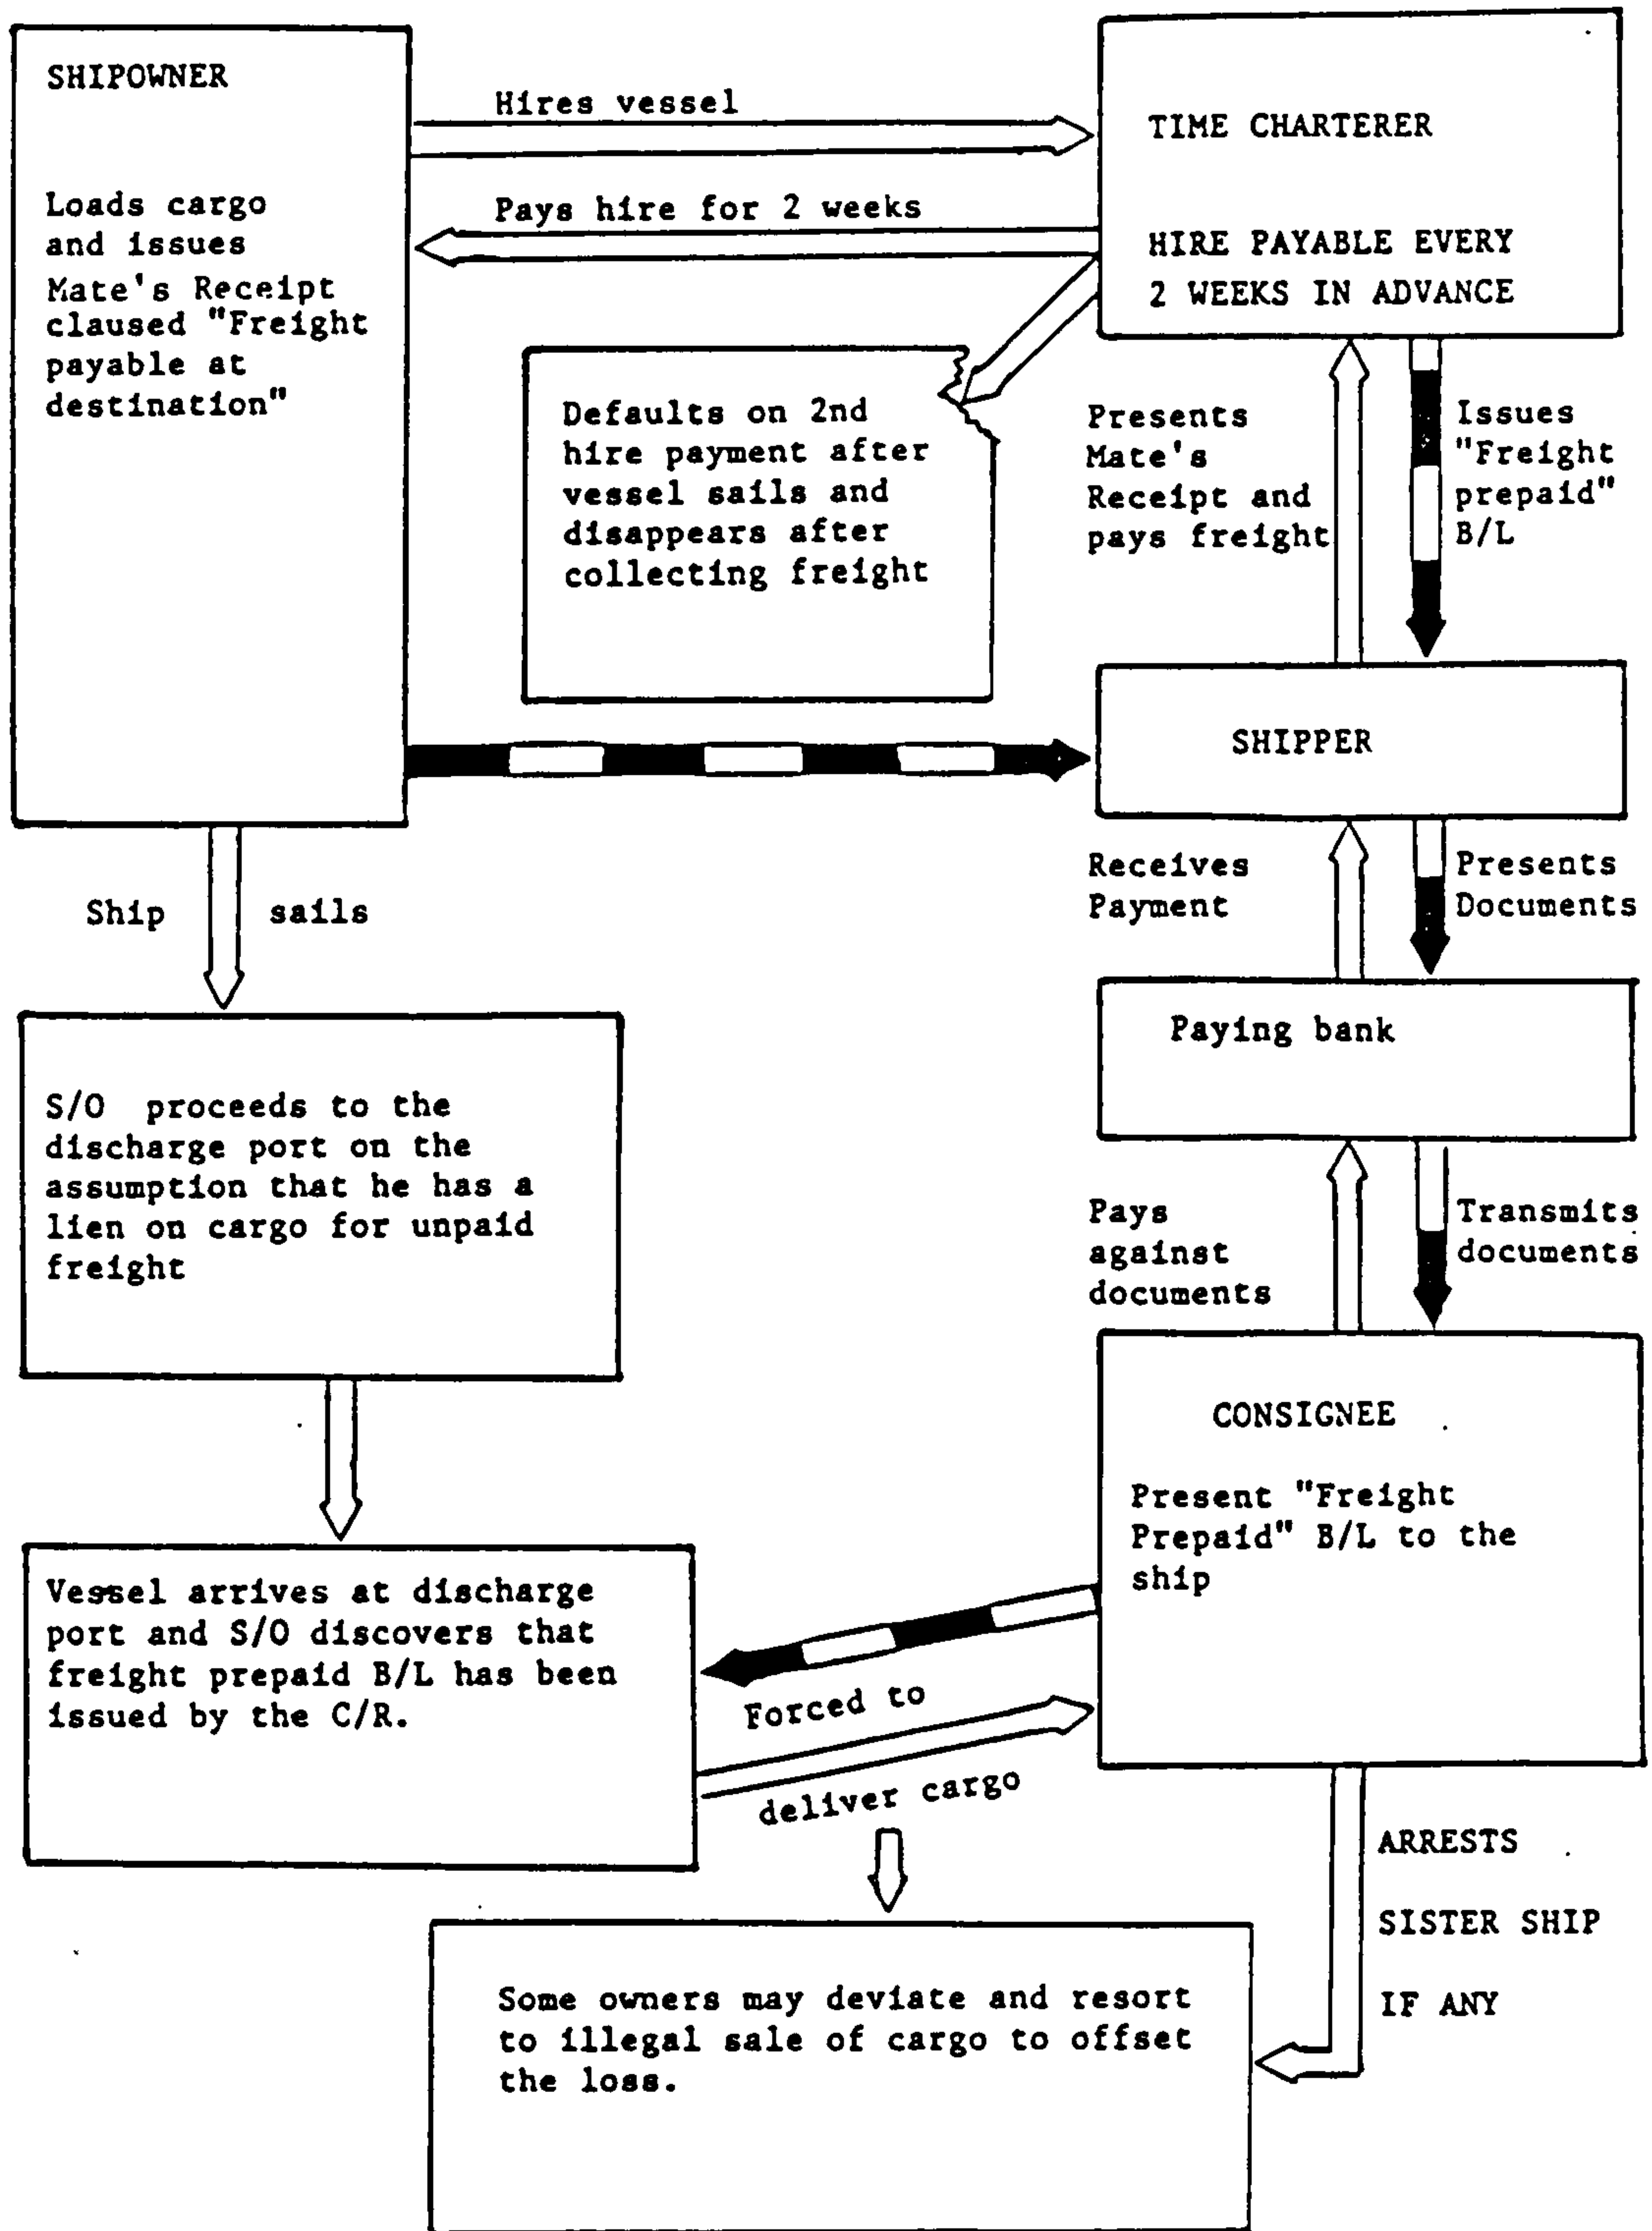 SHIPOWNER
Loads cargo
and issues
Mate's Receipt
claused "Freight
payable at
destination"
Hires vessel
Pays hire for 2 weeks
TIME CHARTERER
HIRE PAYABLE EVERY
2 WEEKS IN ADVANCE
Defaults on 2nd
hire payment after
vessel sails and
disappears after
collecting freight
Presents
Mate's
Receipt and
pays freight
Issues
"Freight
prepaid"
B/L
SHIPPER
Receives
Payment
Presents
Documents
Ship sails
Paying bank
S/O proceeds to the
discharge port on the
assumption that he has a
lien on cargo for unpaid
freight
Pays
against
documents
Transmits
documents
CONSIGNEE
Present "Freight
Prepaid" B/L to the
ship
Vessel arrives at discharge
port and S/O discovers that
freight prepaid B/L has been
issued by the C/R.
Forced to
deliver cargo
ARRESTS
SISTER SHIP
IF ANY
Some owners may deviate and resort
to illegal sale of cargo to offset
the loss.